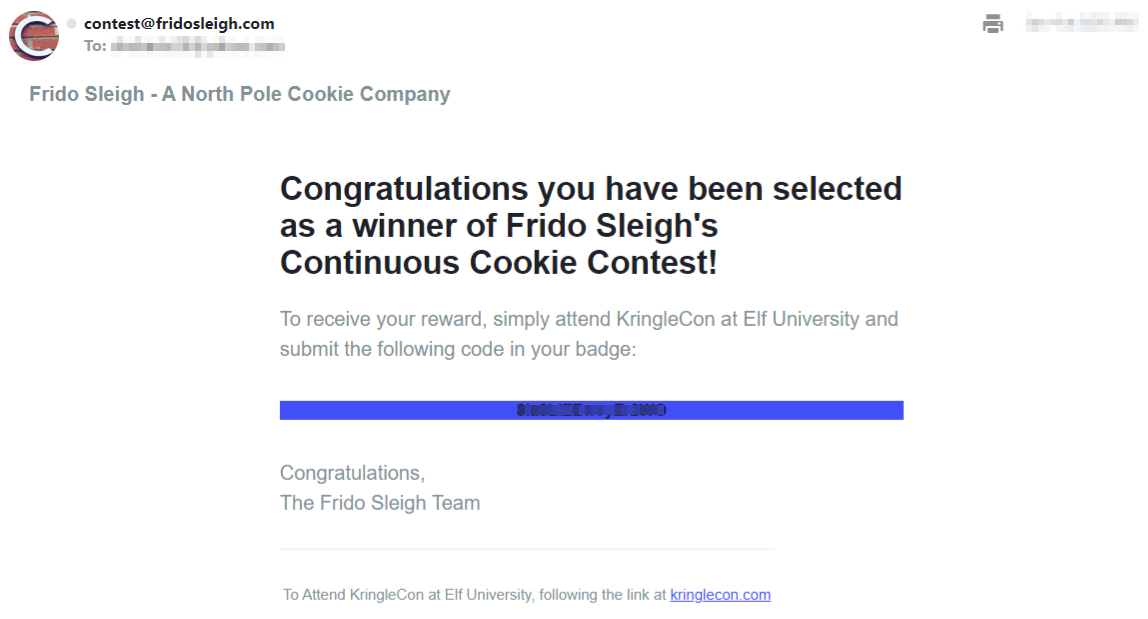 contest@fridosleigh.com
To:
Frido Sleigh - A North Pole Cookie Company
Congratulations you have been selected
as a winner of Frido Sleigh's
Continuous Cookie Contest!
To receive your reward, simply attend KringleCon at Elf University and
submit the following code in your badge:
Congratulations,
The Frido Sleigh Team
To Attend KringleCon at Elf University, following the link at kringlecon.com